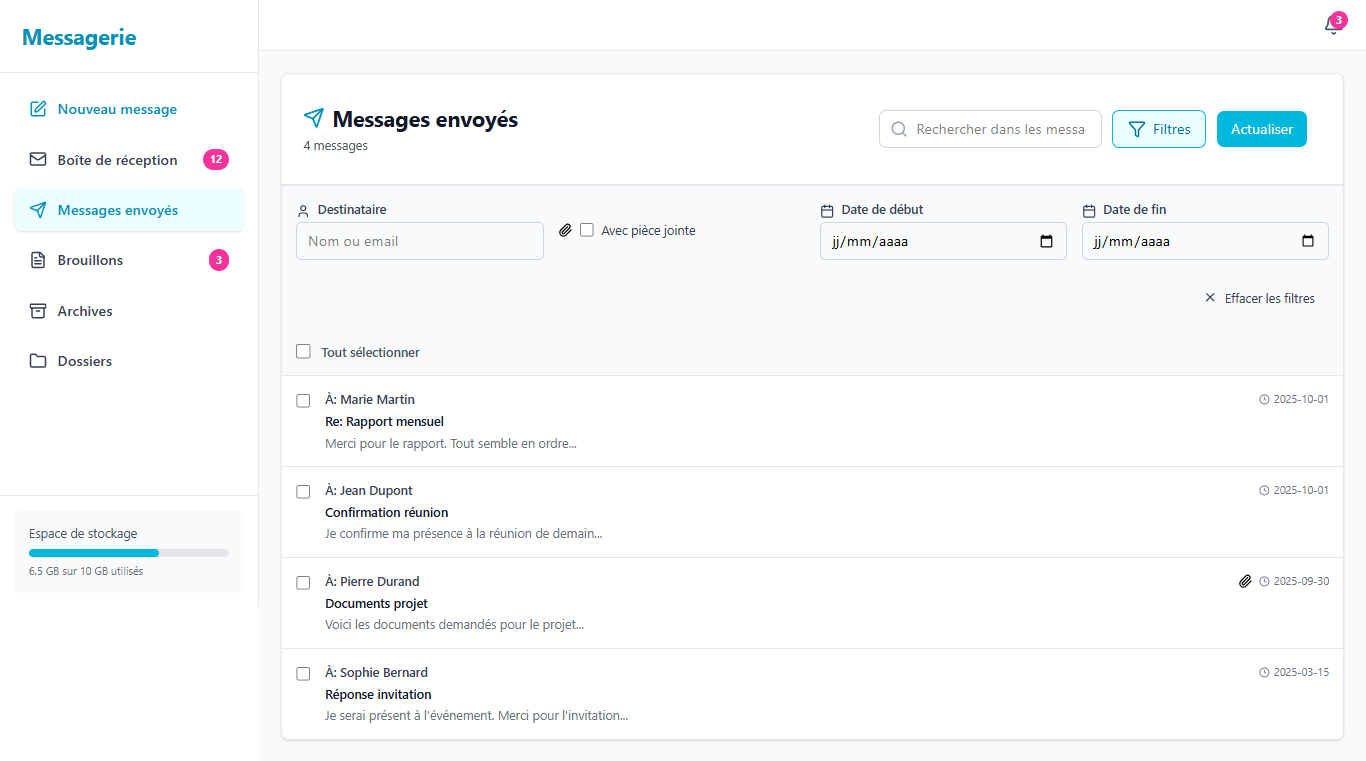 Messagerie
3
Nouveau message
Boîte de réception 12
Messages envoyés
Brouillons 3
Archives
Dossiers
Espace de stockage
6.5 GB sur 10 GB utilisés
Messages envoyés
4 messages
Rechercher dans les messa
Filtres
Actualiser
Destinataire
Nom ou email
Avec pièce jointe
Date de début
jj/mm/aaaa
Date de fin
jj/mm/aaaa
Effacer les filtres
Tout sélectionner
À: Marie Martin 2025-10-01
Re: Rapport mensuel
Merci pour le rapport. Tout semble en ordre...
À: Jean Dupont 2025-10-01
Confirmation réunion
Je confirme ma présence à la réunion de demain...
À: Pierre Durand 2025-09-30
Documents projet
Voici les documents demandés pour le projet...
À: Sophie Bernard 2025-03-15
Réponse invitation
Je serai présent à l'événement. Merci pour l'invitation...